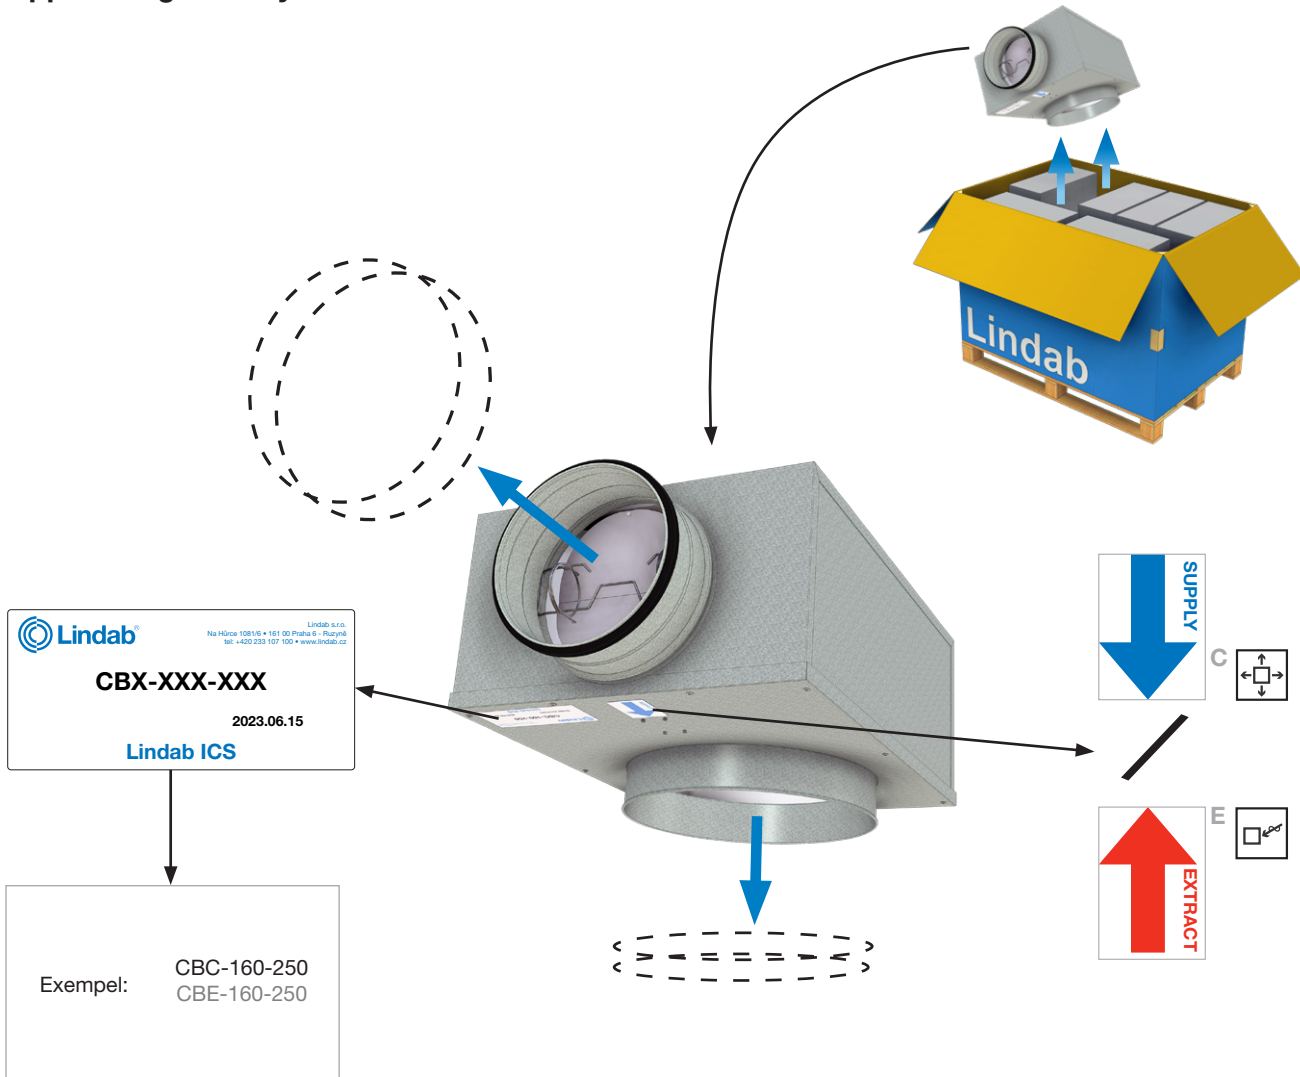 Lindab
Lindab®
Lindab s.r.o.
Na Hůrce 1081/6 • 161 00 Praha 6 - Ruzyně
tel: +420 233 107 100 • www.lindab.cz
CBX-XXX-XXX
2023.06.15
Lindab ICS
SUPPLY
C
E
EXTRACT
Exempel:
CBC-160-250
CBE-160-250